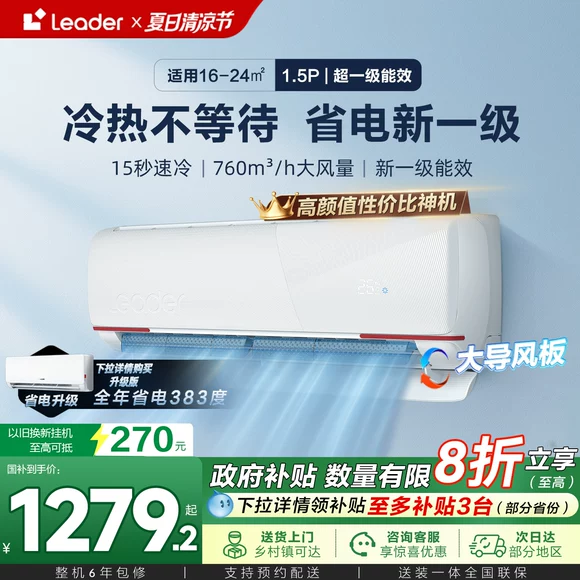 Leader × 夏日清凉节
适用16-24㎡ 1.5P | 超一级能效
冷热不等待 省电新一级
15秒速冷 | 760m³/h大风量 | 新一级能效
高颜值性价比神机
Leader
26
大导风板
下拉详情购买
升级版
省电升级 全年省电383度
以旧换新挂机
至高可抵 270元
国补到手价：
¥1279.2起
政府补贴 数量有限 8折立享(至高)
下拉详情领补贴 至多补贴3台(部分省份)
送货上门
乡村镇可达
咨询客服
享惊喜优惠
次日达
部分地区
整机6年包修 | 支持预约配送 | 送装一体全国联保